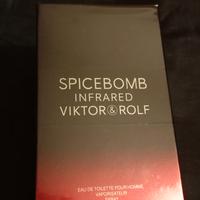 SPICEBOMB
INFRARED
VIKTOR&ROLF
EAU DE TOILETTE POUR HOMME
VAPORISATEUR
SPRAY